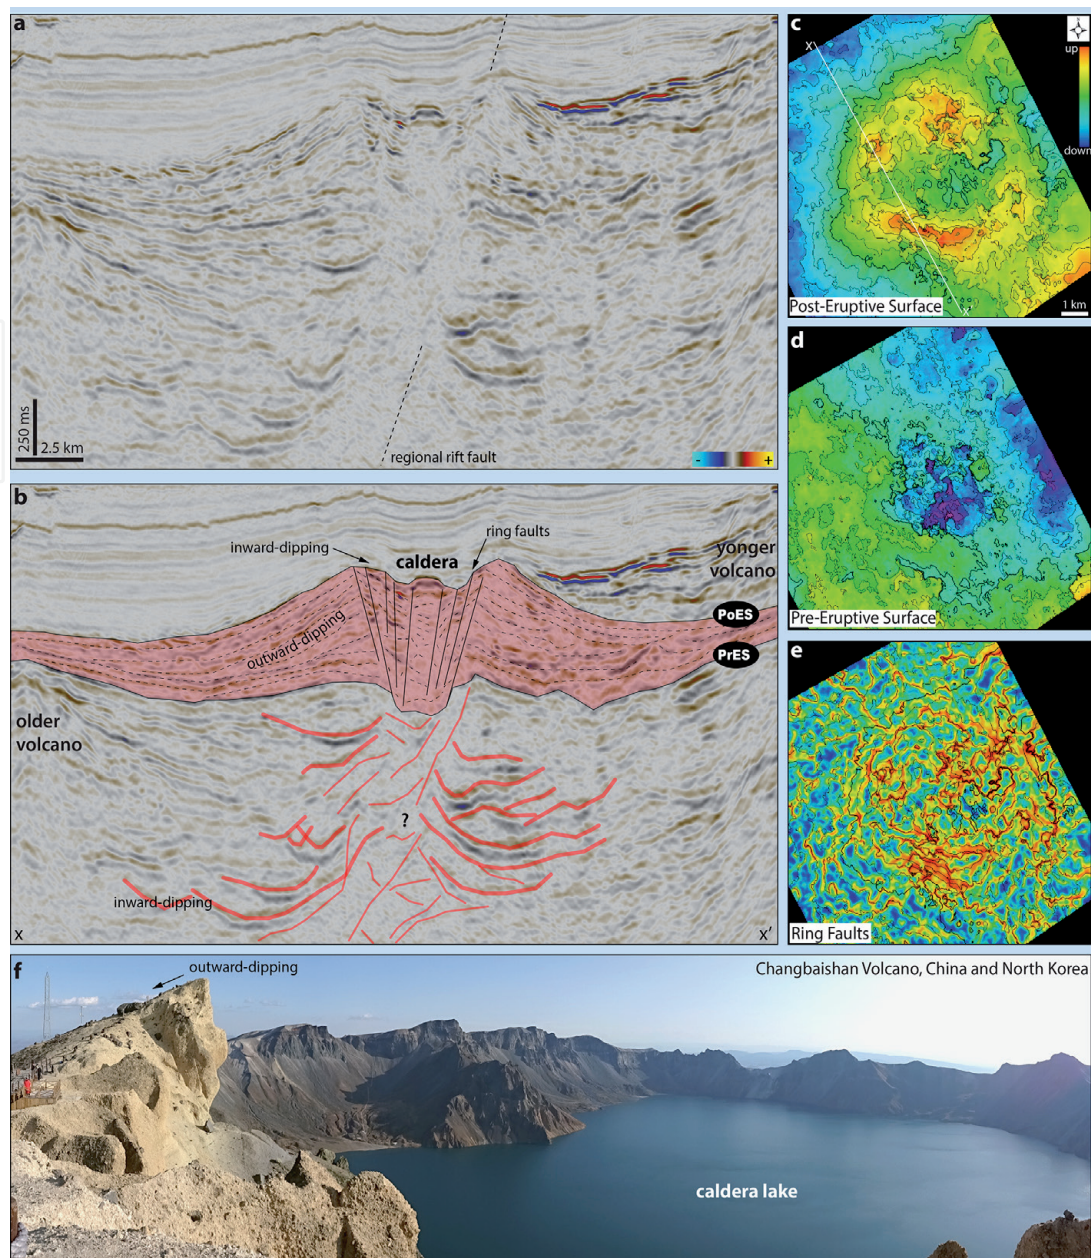 a
250 ms
2.5 km
regional rift fault
- +
b
inward-dipping
caldera
ring faults
yonger
volcano
outward-dipping
PoES
PrES
older
volcano
?
inward-dipping
x
x'
c
x
up
down
Post-Eruptive Surface
1 km
d
Pre-Eruptive Surface
e
Ring Faults
f
outward-dipping
Changbaishan Volcano, China and North Korea
caldera lake